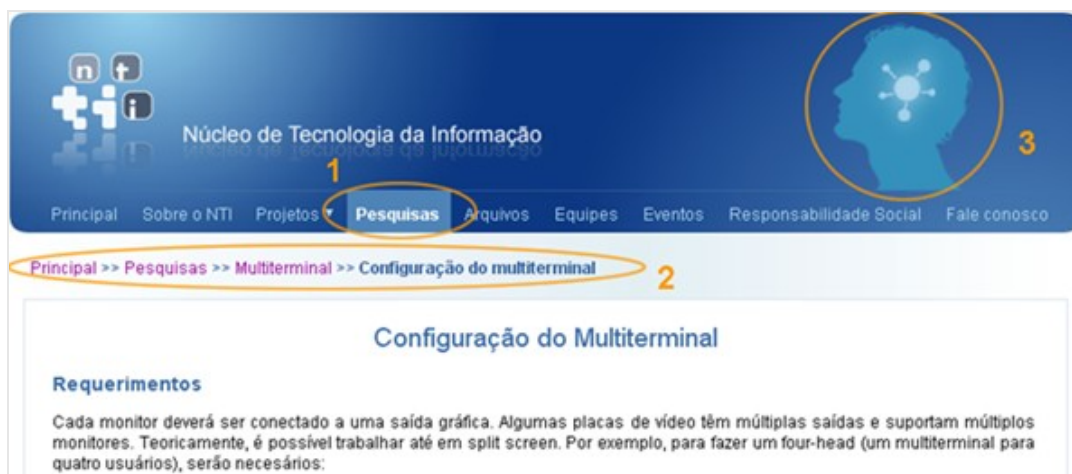 n t
t i i
Núcleo de Tecnologia da Informação
1
3
Principal Sobre o NTI Projetos Pesquisas Arquivos Equipes Eventos Responsabilidade Social Fale conosco
Principal >> Pesquisas >> Multiterminal >> Configuração do multiterminal
2
Configuração do Multiterminal
Requerimentos
Cada monitor deverá ser conectado a uma saída gráfica. Algumas placas de vídeo têm múltiplas saídas e suportam múltiplos
monitores. Teoricamente, é possível trabalhar até em split screen. Por exemplo, para fazer um four-head (um multiterminal para
quatro usuários), serão necesários: